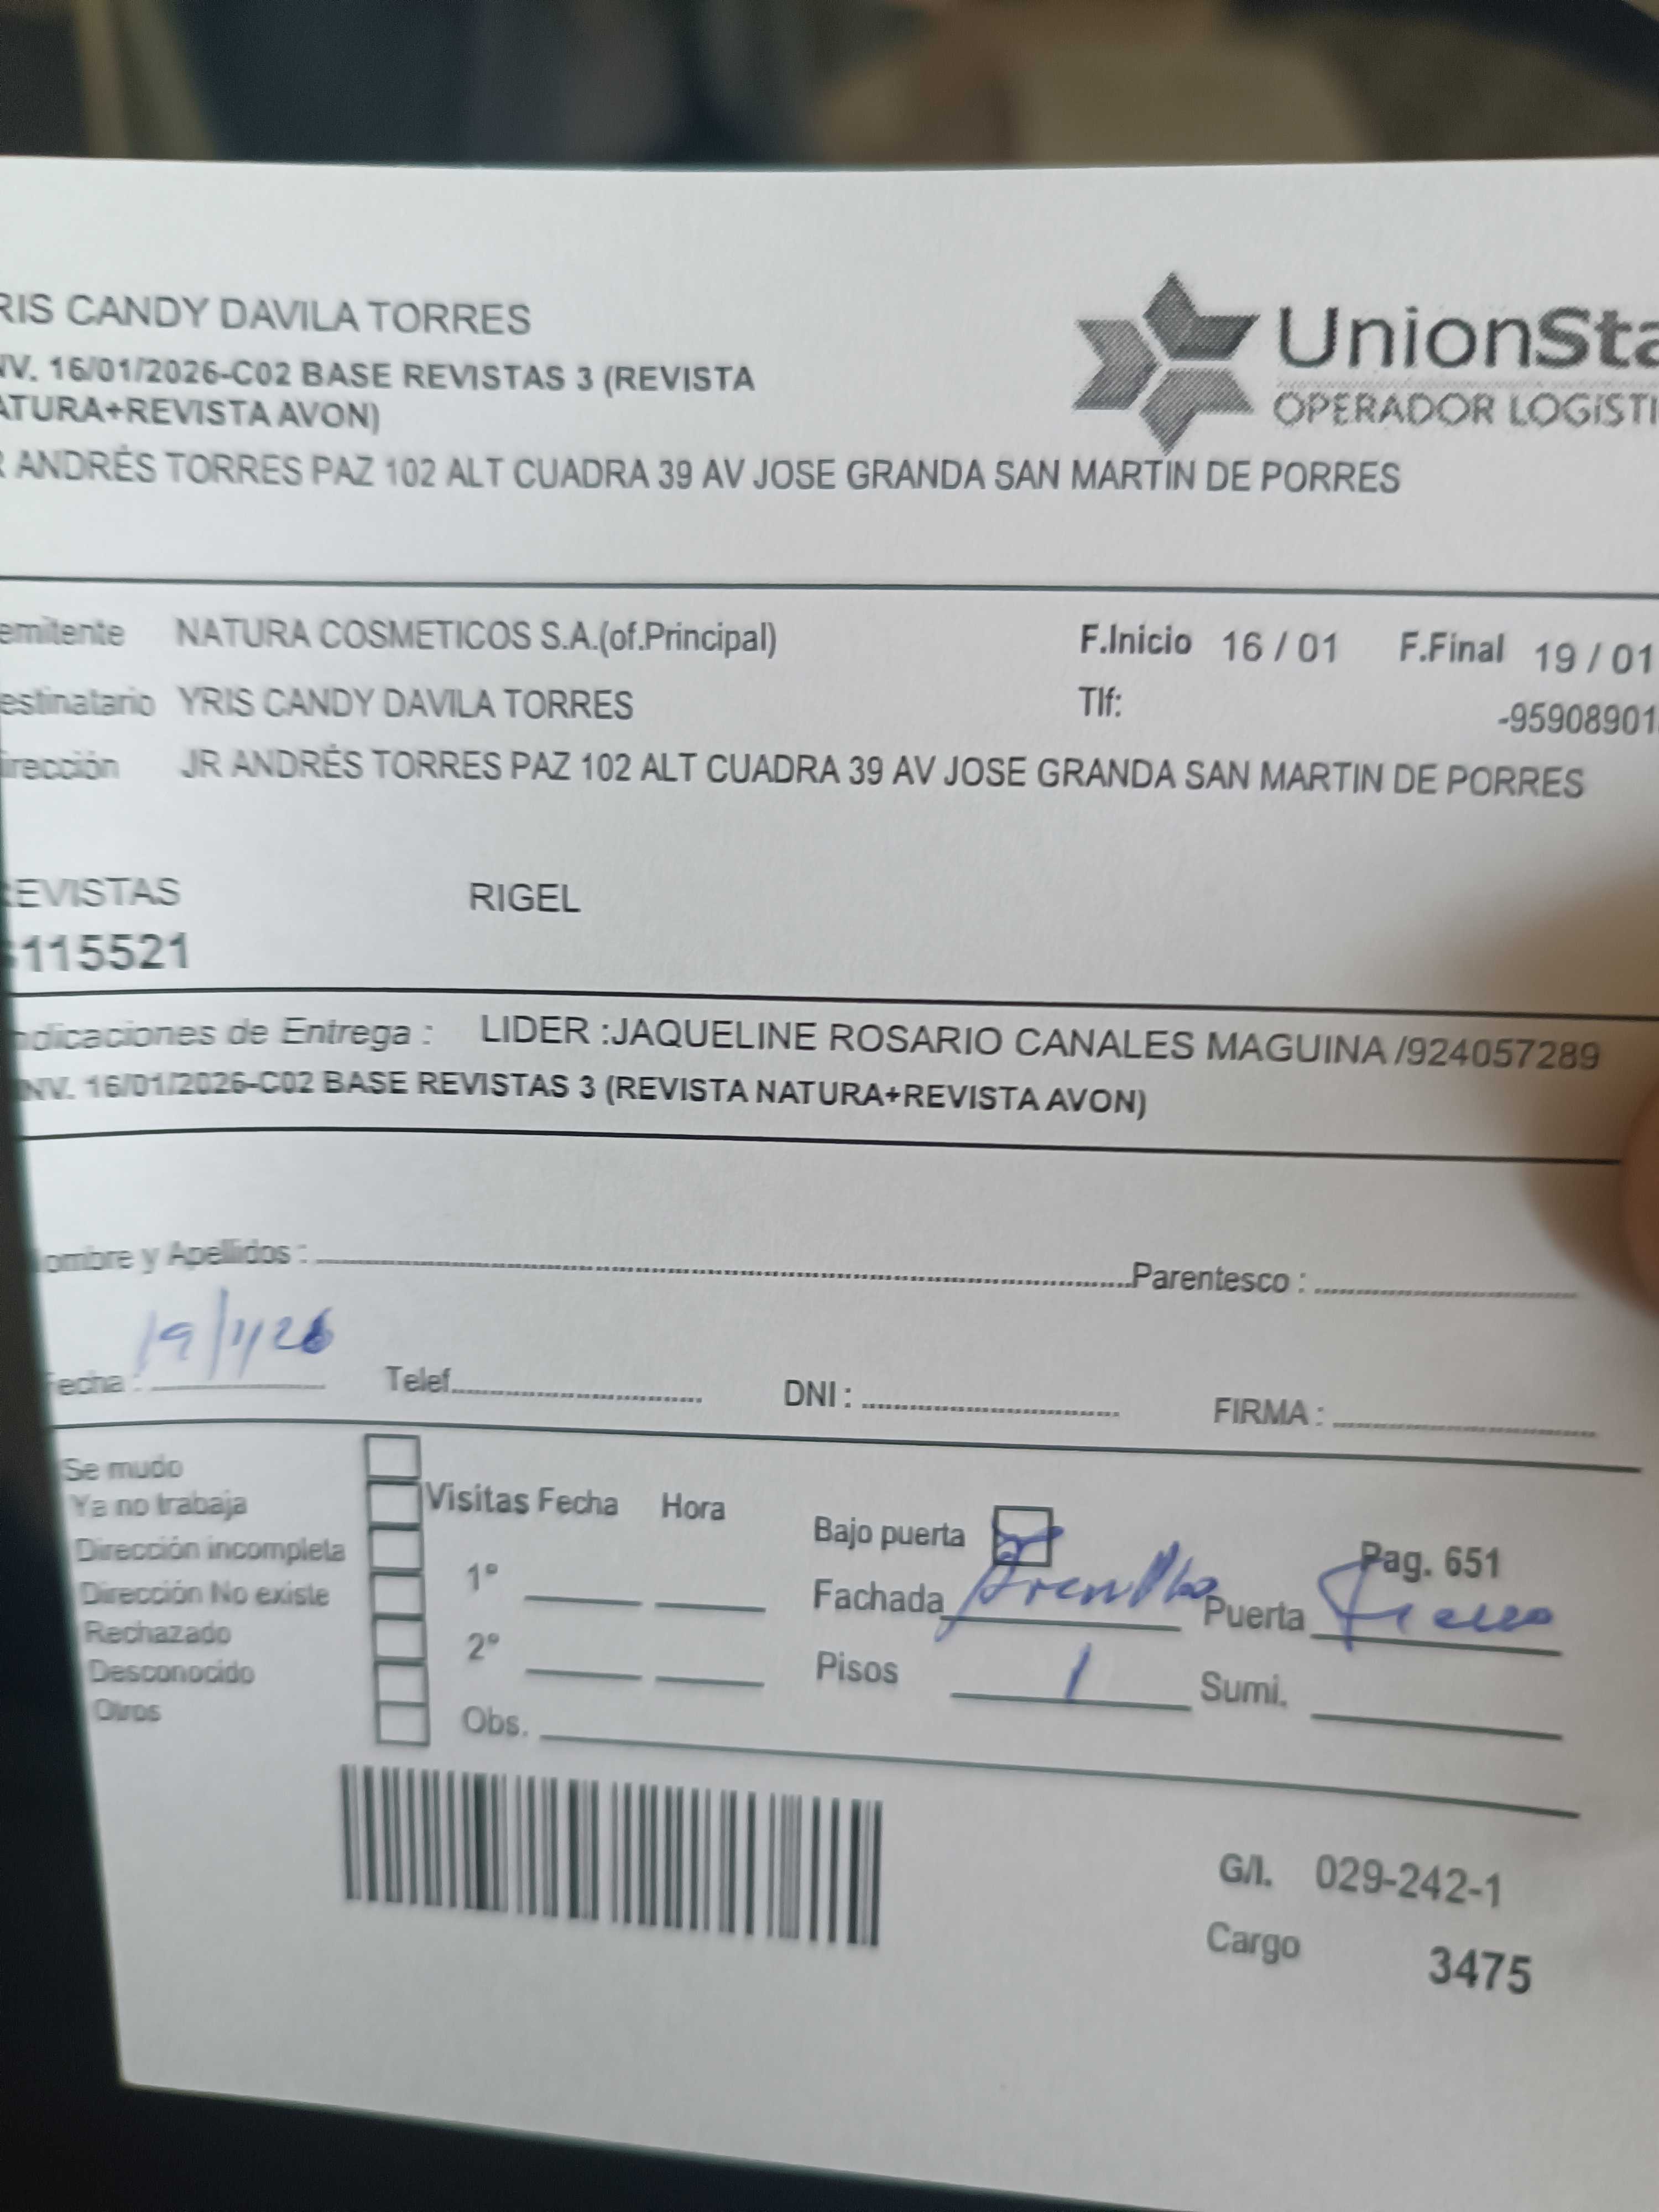 RIS CANDY DAVILA TORRES
NV. 16/01/2026-C02 BASE REVISTAS 3 (REVISTA
ATURA+REVISTA AVON)
UnionSta
OPERADOR LOGÍSTI
R ANDRÉS TORRES PAZ 102 ALT CUADRA 39 AV JOSE GRANDA SAN MARTIN DE PORRES
emitente NATURA COSMETICOS S.A.(of.Principal) F.Inicio 16 / 01 F.Final 19 / 01
estinatario YRIS CANDY DAVILA TORRES Tlf: -95908901
irección JR ANDRÉS TORRES PAZ 102 ALT CUADRA 39 AV JOSE GRANDA SAN MARTIN DE PORRES
EVISTAS RIGEL
115521
ndicaciones de Entrega : LIDER :JAQUELINE ROSARIO CANALES MAGUINA /924057289
NV. 16/01/2026-C02 BASE REVISTAS 3 (REVISTA NATURA+REVISTA AVON)
ombre y Apellidos : Parentesco :
echa : 19/1/26 Telef. DNI : FIRMA :
Se mudo
Ya no trabaja
Dirección incompleta
Dirección No existe
Rechazado
Desconocido
Otros
Visitas Fecha Hora
1º
2º
Obs.
Bajo puerta Pag. 651
Fachada Puerta
Pisos 1 Sumi.
G/I. 029-242-1
Cargo 3475